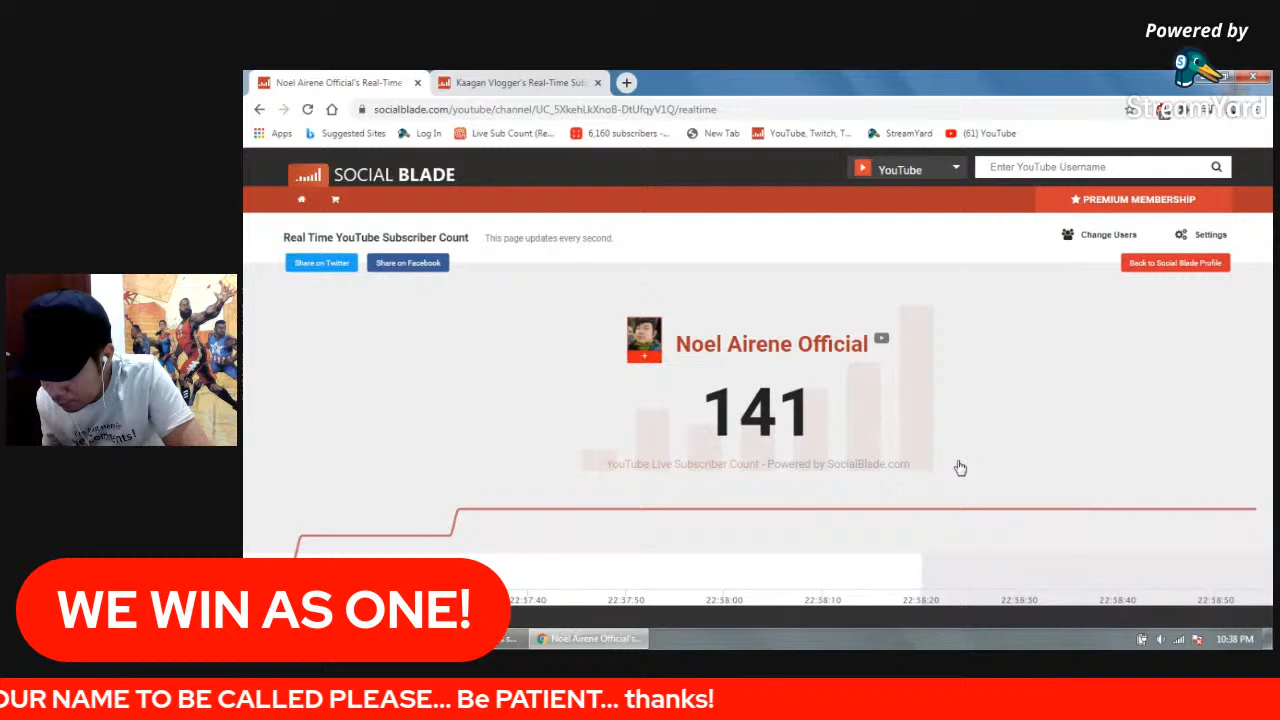 Powered by
StreamYard
Noel Airene Official's Real-Time
Kaagan Vlogger's Real-Time Sub
socialblade.com/youtube/channel/UC_5XkehLkXno8-DtUfqyV1Q/realtime
Apps
Suggested Sites
Log In
Live Sub Count (Re...
6,160 subscribers -...
New Tab
YouTube, Twitch, T...
StreamYard
(61) YouTube
SOCIAL BLADE
YouTube
Enter YouTube Username
PREMIUM MEMBERSHIP
Real Time YouTube Subscriber Count
This page updates every second.
Change Users
Settings
Share on Twitter
Share on Facebook
Back to Social Blade Profile
Noel Airene Official
141
YouTube Live Subscriber Count - Powered by SocialBlade.com
22:37:40
22:37:50
22:38:00
22:38:10
22:38:20
22:38:30
22:38:40
22:38:50
WE WIN AS ONE!
Noel Airene Official's...
10:38 PM
OUR NAME TO BE CALLED PLEASE... Be PATIENT... thanks!